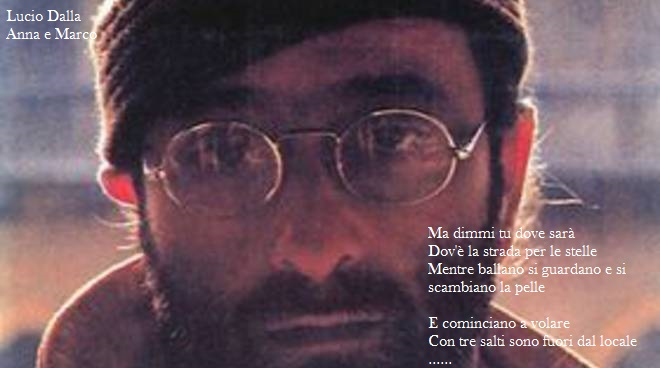 Lucio Dalla
Anna e Marco
Ma dimmi tu dove sarà
Dov'è la strada per le stelle
Mentre ballano si guardano e si
scambiano la pelle
E cominciano a volare
Con tre salti sono fuori dal locale
......